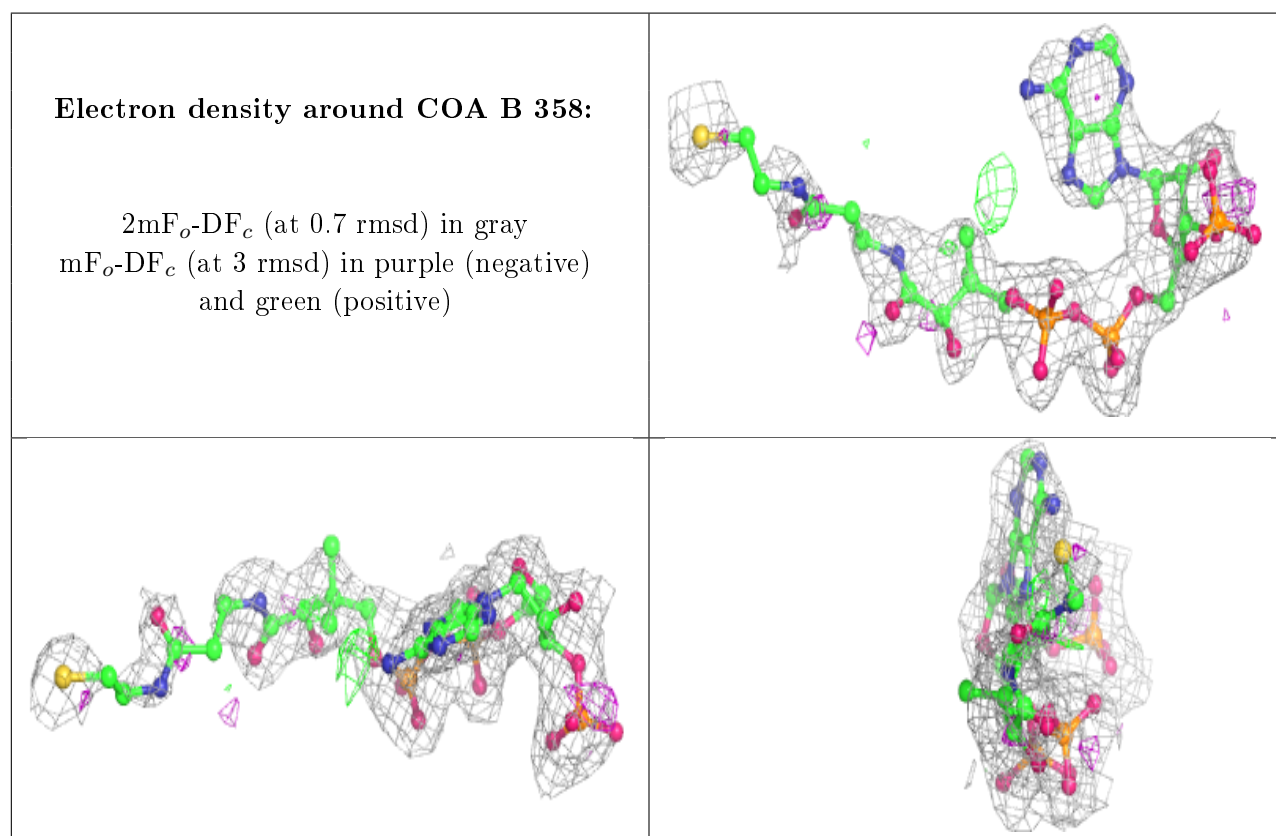 Electron density around COA B 358:
2mFₒ-DF𝒸 (at 0.7 rmsd) in gray
mFₒ-DF𝒸 (at 3 rmsd) in purple (negative)
and green (positive)